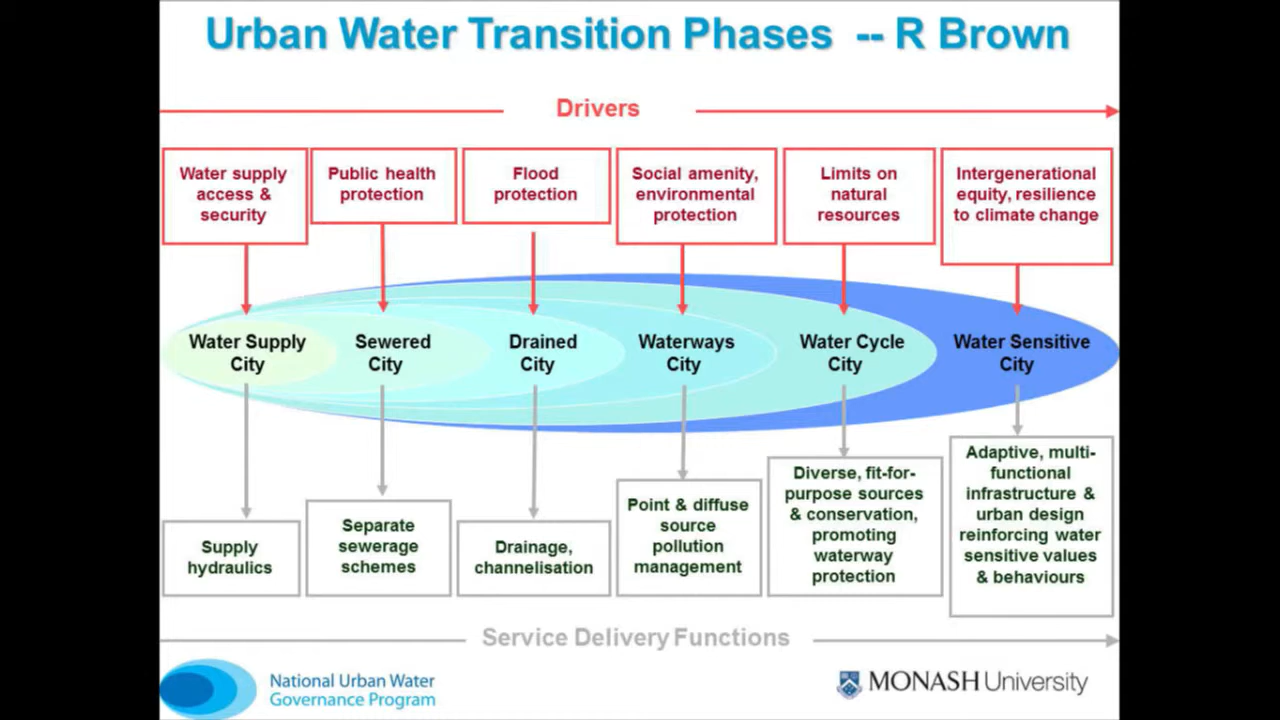 Urban Water Transition Phases -- R Brown
Drivers
Water supply
access &
security
Public health
protection
Flood
protection
Social amenity,
environmental
protection
Limits on
natural
resources
Intergenerational
equity, resilience
to climate change
Water Supply
City
Sewered
City
Drained
City
Waterways
City
Water Cycle
City
Water Sensitive
City
Supply
hydraulics
Separate
sewerage
schemes
Drainage,
channelisation
Point & diffuse
source
pollution
management
Diverse, fit-for-
purpose sources
& conservation,
promoting
waterway
protection
Adaptive, multi-
functional
infrastructure &
urban design
reinforcing water
sensitive values
& behaviours
Service Delivery Functions
National Urban Water
Governance Program
MONASH University